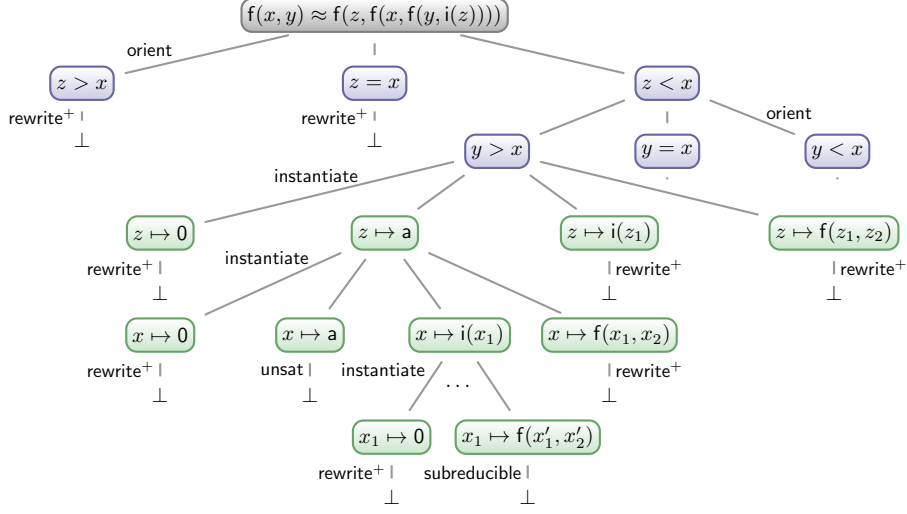 f(x, y) ≈ f(z, f(x, f(y, i(z))))
orient
z > x
z = x
z < x
rewrite⁺
rewrite⁺
orient
⊥
⊥
y > x
y = x
y < x
instantiate
.
.
z ↦ 0
z ↦ a
z ↦ i(z₁)
z ↦ f(z₁, z₂)
rewrite⁺
instantiate
rewrite⁺
rewrite⁺
⊥
⊥
⊥
x ↦ 0
x ↦ a
x ↦ i(x₁)
x ↦ f(x₁, x₂)
rewrite⁺
unsat
instantiate
rewrite⁺
⊥
⊥
...
⊥
x₁ ↦ 0
x₁ ↦ f(x′₁, x′₂)
rewrite⁺
subreducible
⊥
⊥